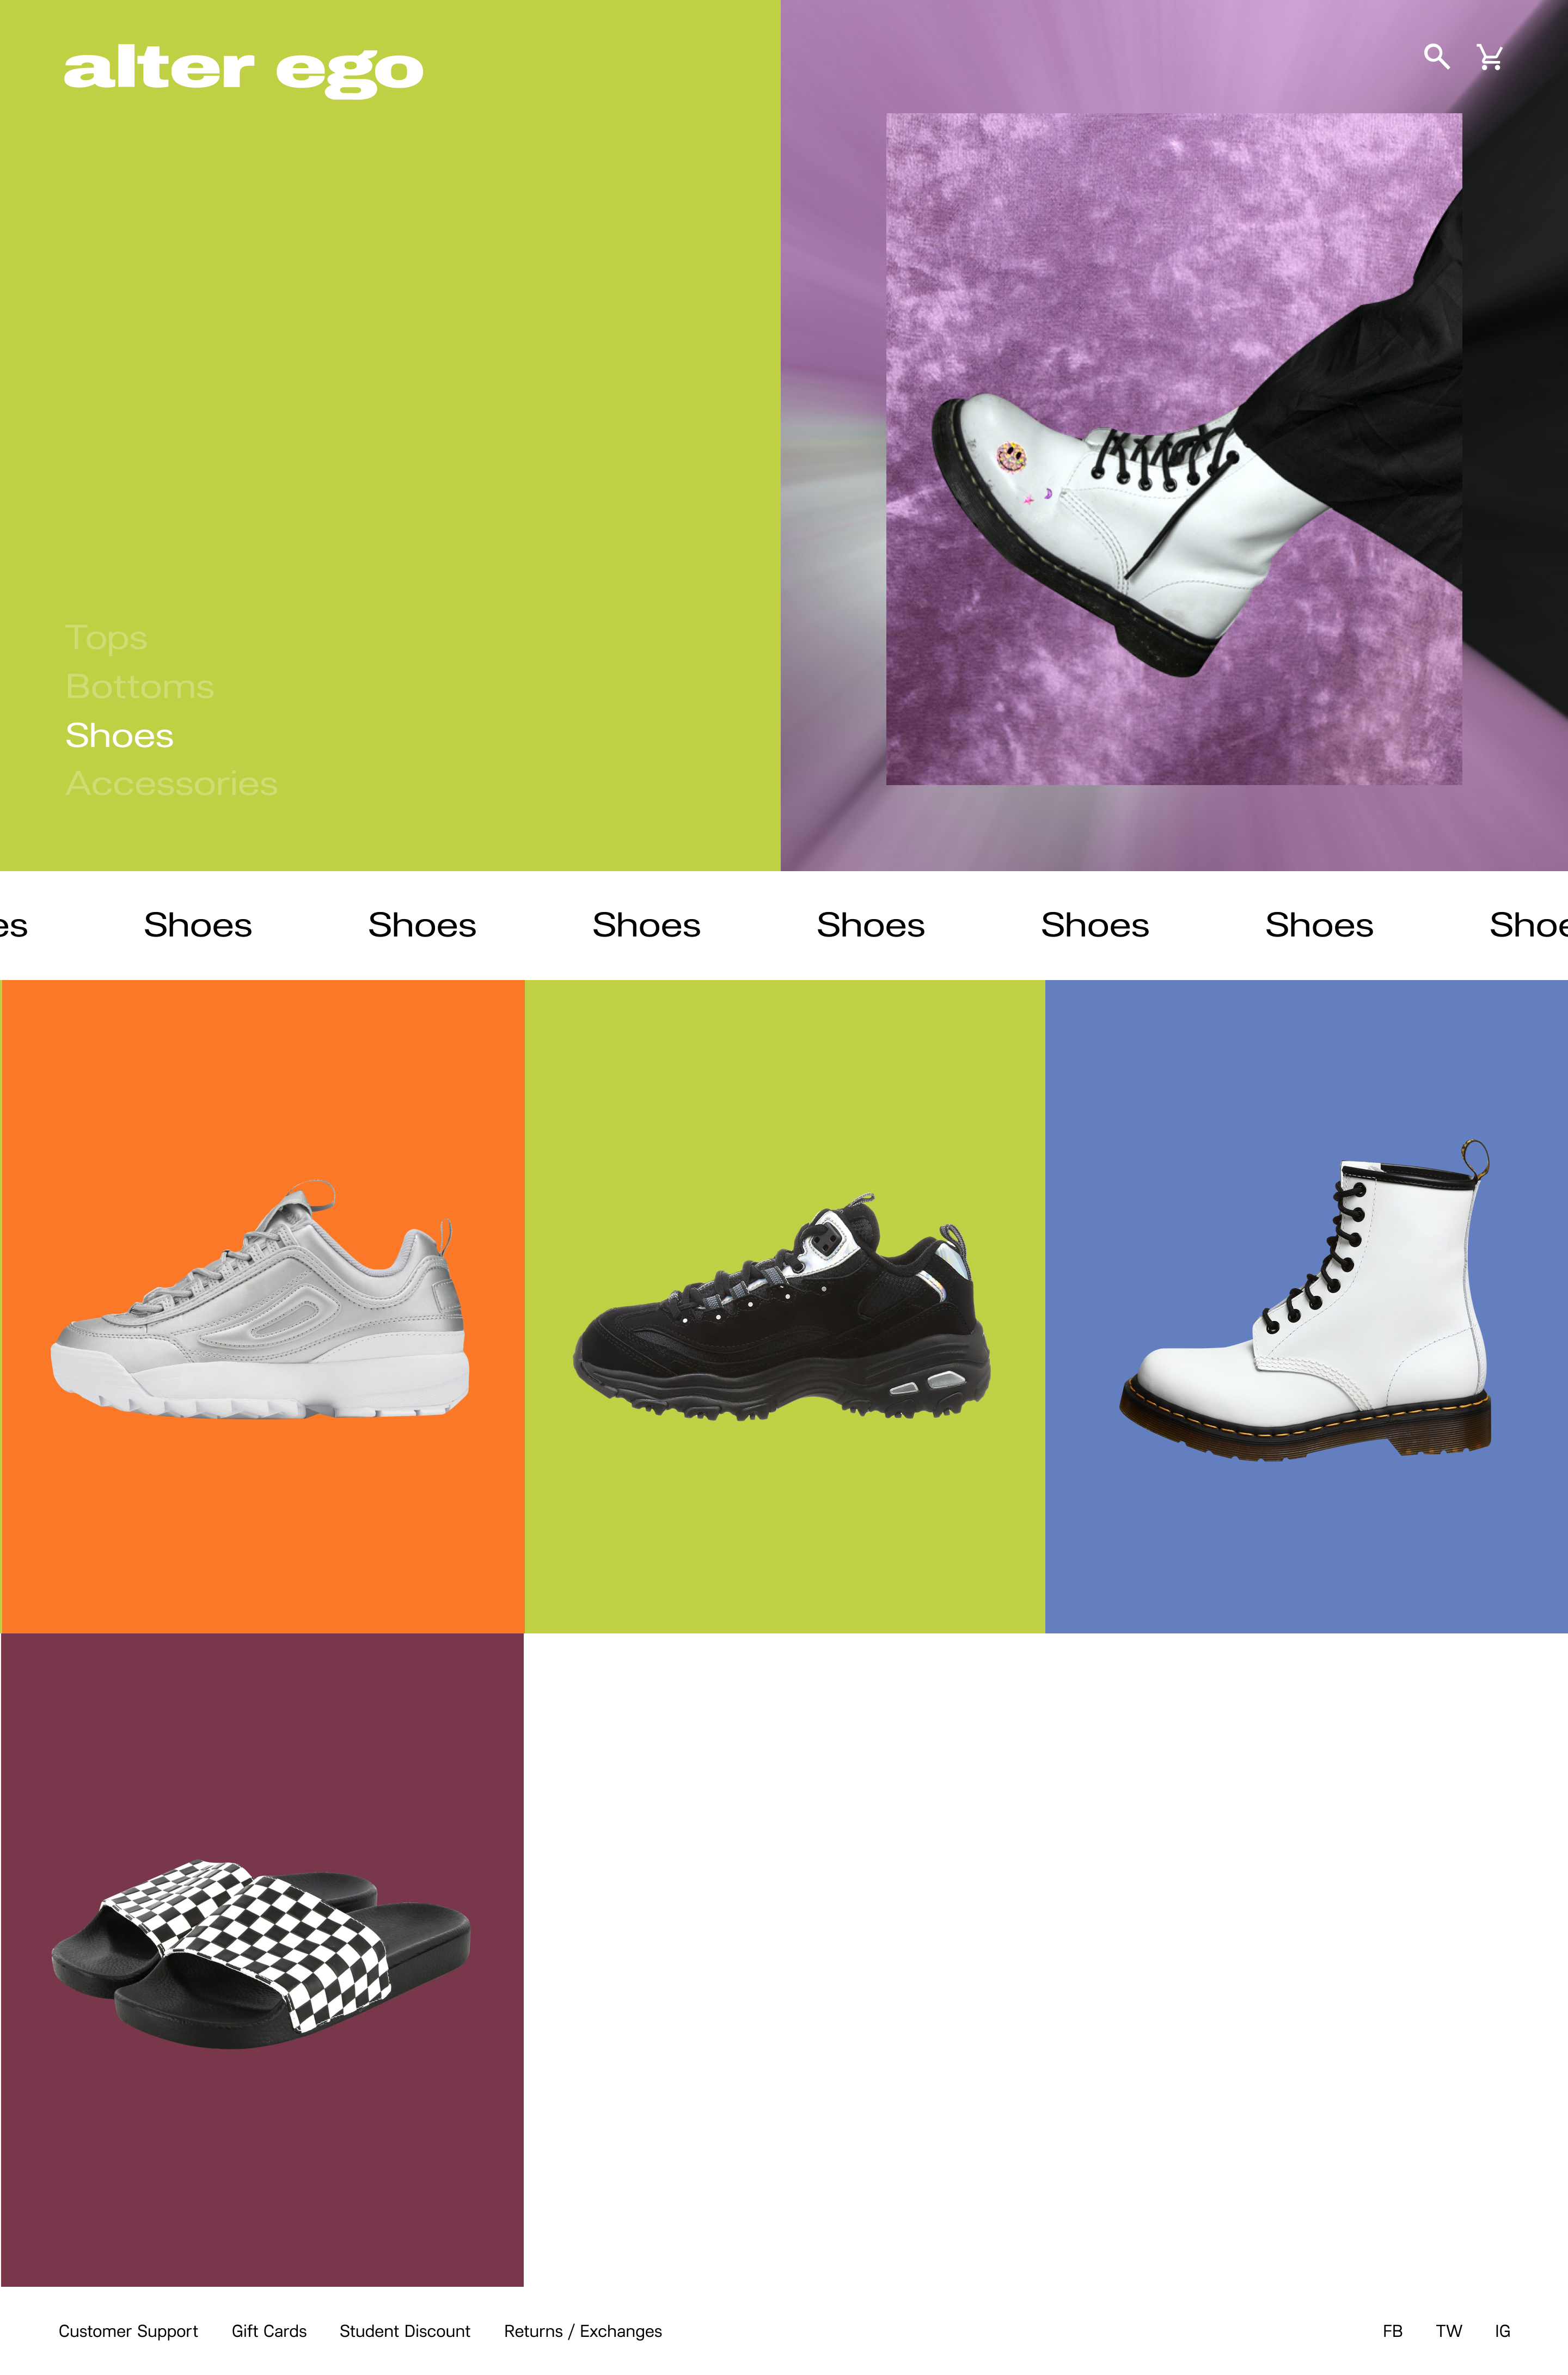 alter ego
Tops
Bottoms
Shoes
Accessories
es Shoes Shoes Shoes Shoes Shoes Shoes Shoe
Customer Support Gift Cards Student Discount Returns / Exchanges FB TW IG